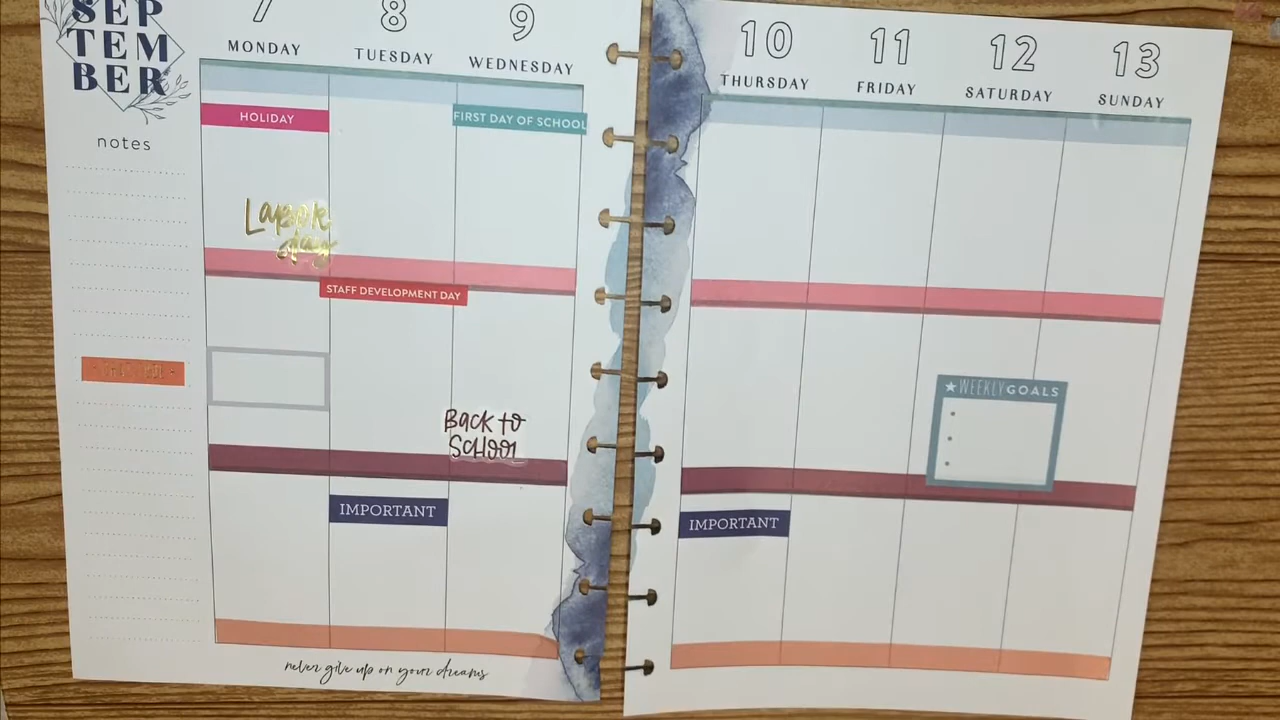 SEP
TEM
BER
7
8
9
10
11
12
13
MONDAY
TUESDAY
WEDNESDAY
THURSDAY
FRIDAY
SATURDAY
SUNDAY
notes
HOLIDAY
FIRST DAY OF SCHOOL
LABOR
day
STAFF DEVELOPMENT DAY
WEEKLY GOALS
BACK to
SCHOOL
IMPORTANT
IMPORTANT
never give up on your dreams